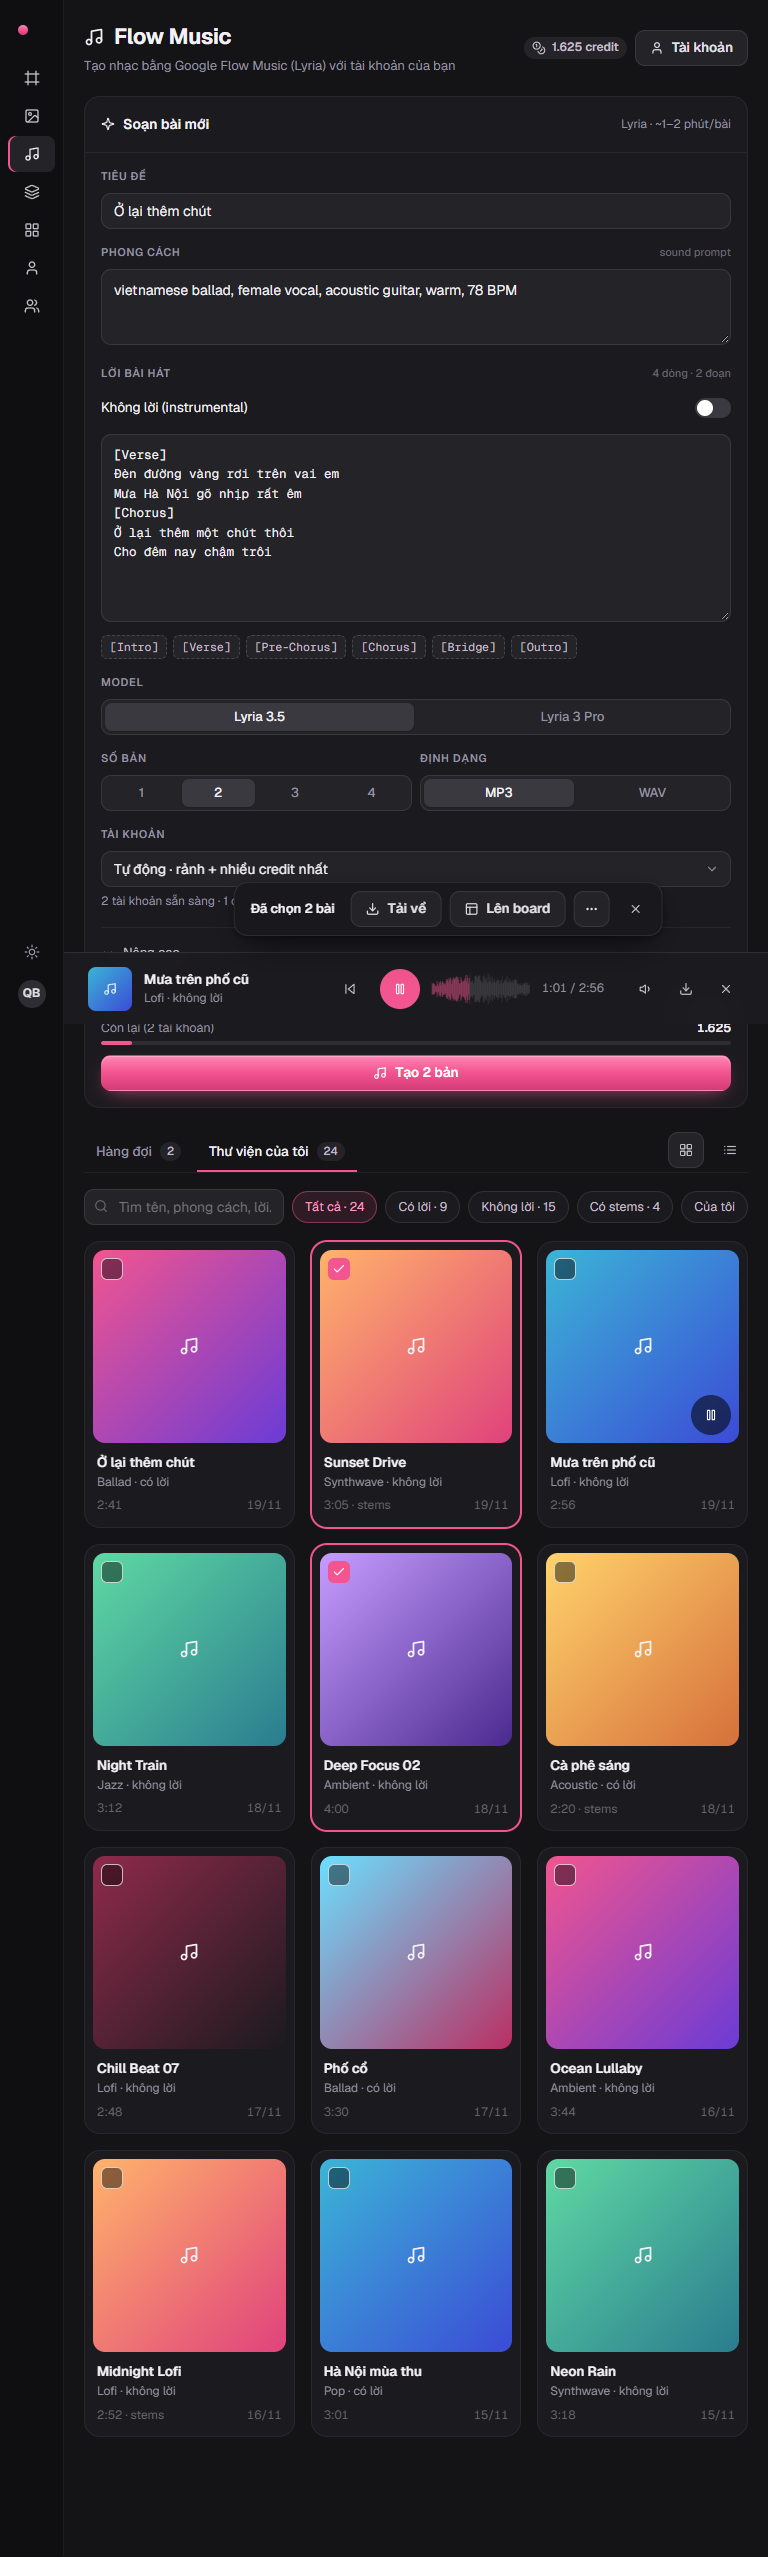 Flow Music
Tạo nhạc bằng Google Flow Music (Lyria) với tài khoản của bạn
1.625 credit
Tài khoản
Soạn bài mới
Lyria · ~1–2 phút/bài
TIÊU ĐỀ
Ở lại thêm chút
PHONG CÁCH
sound prompt
vietnamese ballad, female vocal, acoustic guitar, warm, 78 BPM
LỜI BÀI HÁT
4 dòng · 2 đoạn
Không lời (instrumental)
[Verse]
Đèn đường vàng rơi trên vai em
Mưa Hà Nội gõ nhịp rất êm
[Chorus]
Ở lại thêm một chút thôi
Cho đêm nay chậm trôi
[Intro] [Verse] [Pre-Chorus] [Chorus] [Bridge] [Outro]
MODEL
Lyria 3.5
Lyria 3 Pro
SỐ BẢN
ĐỊNH DẠNG
1 2 3 4
MP3 WAV
TÀI KHOẢN
Tự động · rảnh + nhiều credit nhất
2 tài khoản sẵn sàng · 1
Đã chọn 2 bài
Tải về
Lên board
QB
Mưa trên phố cũ
Lofi · không lời
1:01 / 2:56
Còn lại (2 tài khoản)
1.625
Tạo 2 bản
Hàng đợi 2
Thư viện của tôi 24
Tìm tên, phong cách, lời.
Tất cả · 24
Có lời · 9
Không lời · 15
Có stems · 4
Của tôi
Ở lại thêm chút
Ballad · có lời
2:41 19/11
Sunset Drive
Synthwave · không lời
3:05 · stems 19/11
Mưa trên phố cũ
Lofi · không lời
2:56 19/11
Night Train
Jazz · không lời
3:12 18/11
Deep Focus 02
Ambient · không lời
4:00 18/11
Cà phê sáng
Acoustic · có lời
2:20 · stems 18/11
Chill Beat 07
Lofi · không lời
2:48 17/11
Phố cổ
Ballad · có lời
3:30 17/11
Ocean Lullaby
Ambient · không lời
3:44 16/11
Midnight Lofi
Lofi · không lời
2:52 · stems 16/11
Hà Nội mùa thu
Pop · có lời
3:01 15/11
Neon Rain
Synthwave · không lời
3:18 15/11